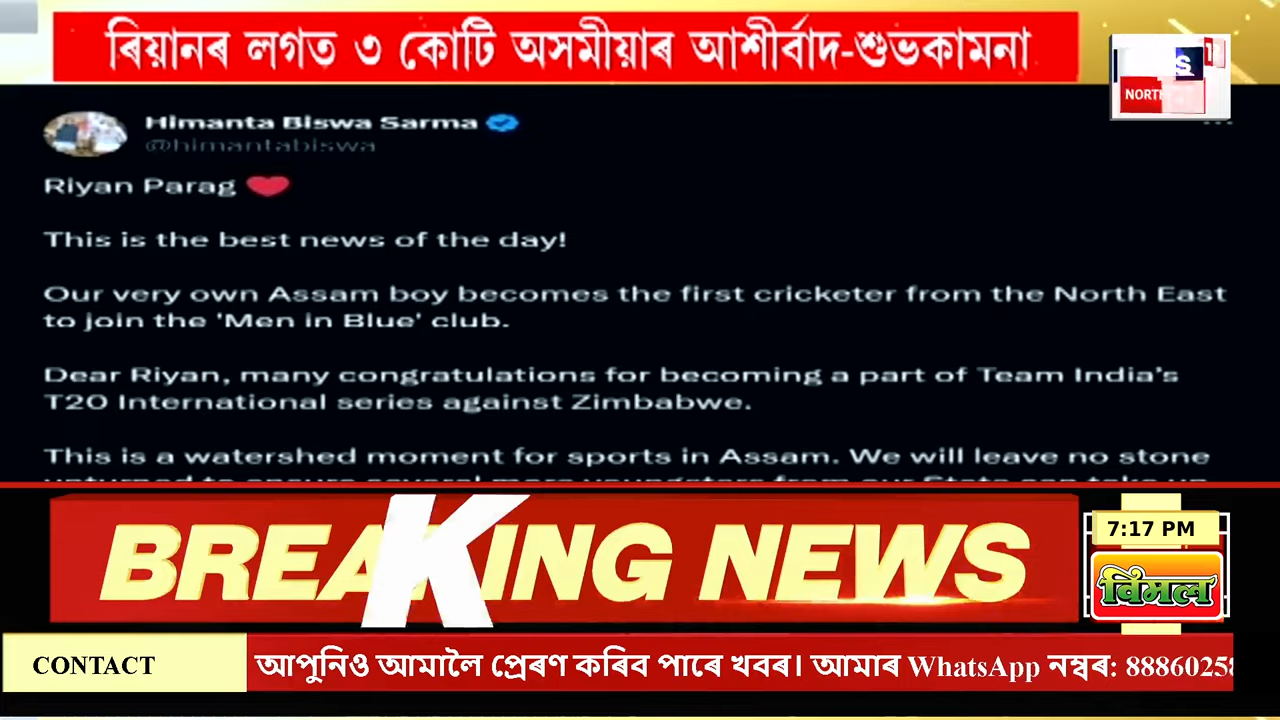 ৰিয়ানৰ লগত ৩ কোটি অসমীয়াৰ আশীৰ্বাদ-শুভকামনা
NORTH
Himanta Biswa Sarma
@himantabiswa
Riyan Parag
This is the best news of the day!
Our very own Assam boy becomes the first cricketer from the North East
to join the 'Men in Blue' club.
Dear Riyan, many congratulations for becoming a part of Team India's
T20 International series against Zimbabwe.
This is a watershed moment for sports in Assam. We will leave no stone
BREAKING NEWS
7:17 PM
विमल
CONTACT
আপুনিও আমালৈ প্ৰেৰণ কৰিব পাৰে খবৰ। আমাৰ WhatsApp নম্বৰ: 8886025